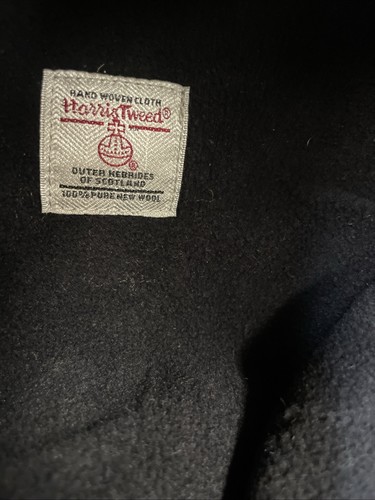 HAND WOVEN CLOTH
Harris Tweed®
®
OUTER HEBRIDES
OF SCOTLAND
100% PURE NEW WOOL